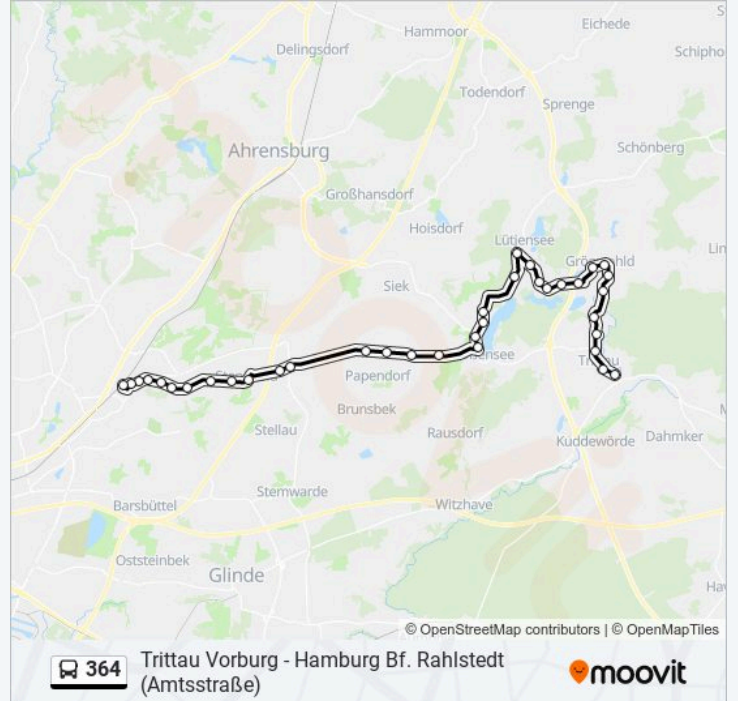 Hammoor
Eichede
Delingsdorf
Todendorf
Sprenge
Schönberg
Ahrensburg
Großhansdorf
Hoisdorf
Lütjensee
Siek
Papendorf
Brunsbek
Stellau
Rausdorf
Kuddewörde
Dahmker
Stemwarde
Witzhave
Barsbüttel
Oststeinbek
Glinde
© OpenStreetMap contributors | © OpenMapTiles
364
Trittau Vorburg - Hamburg Bf. Rahlstedt
(Amtsstraße)
moovit